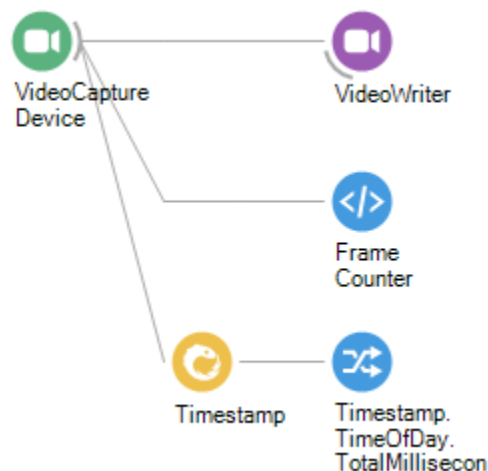 VideoCapture
Device
VideoWriter
</>
Frame
Counter
Timestamp
Timestamp.
TimeOfDay.
TotalMillisecon